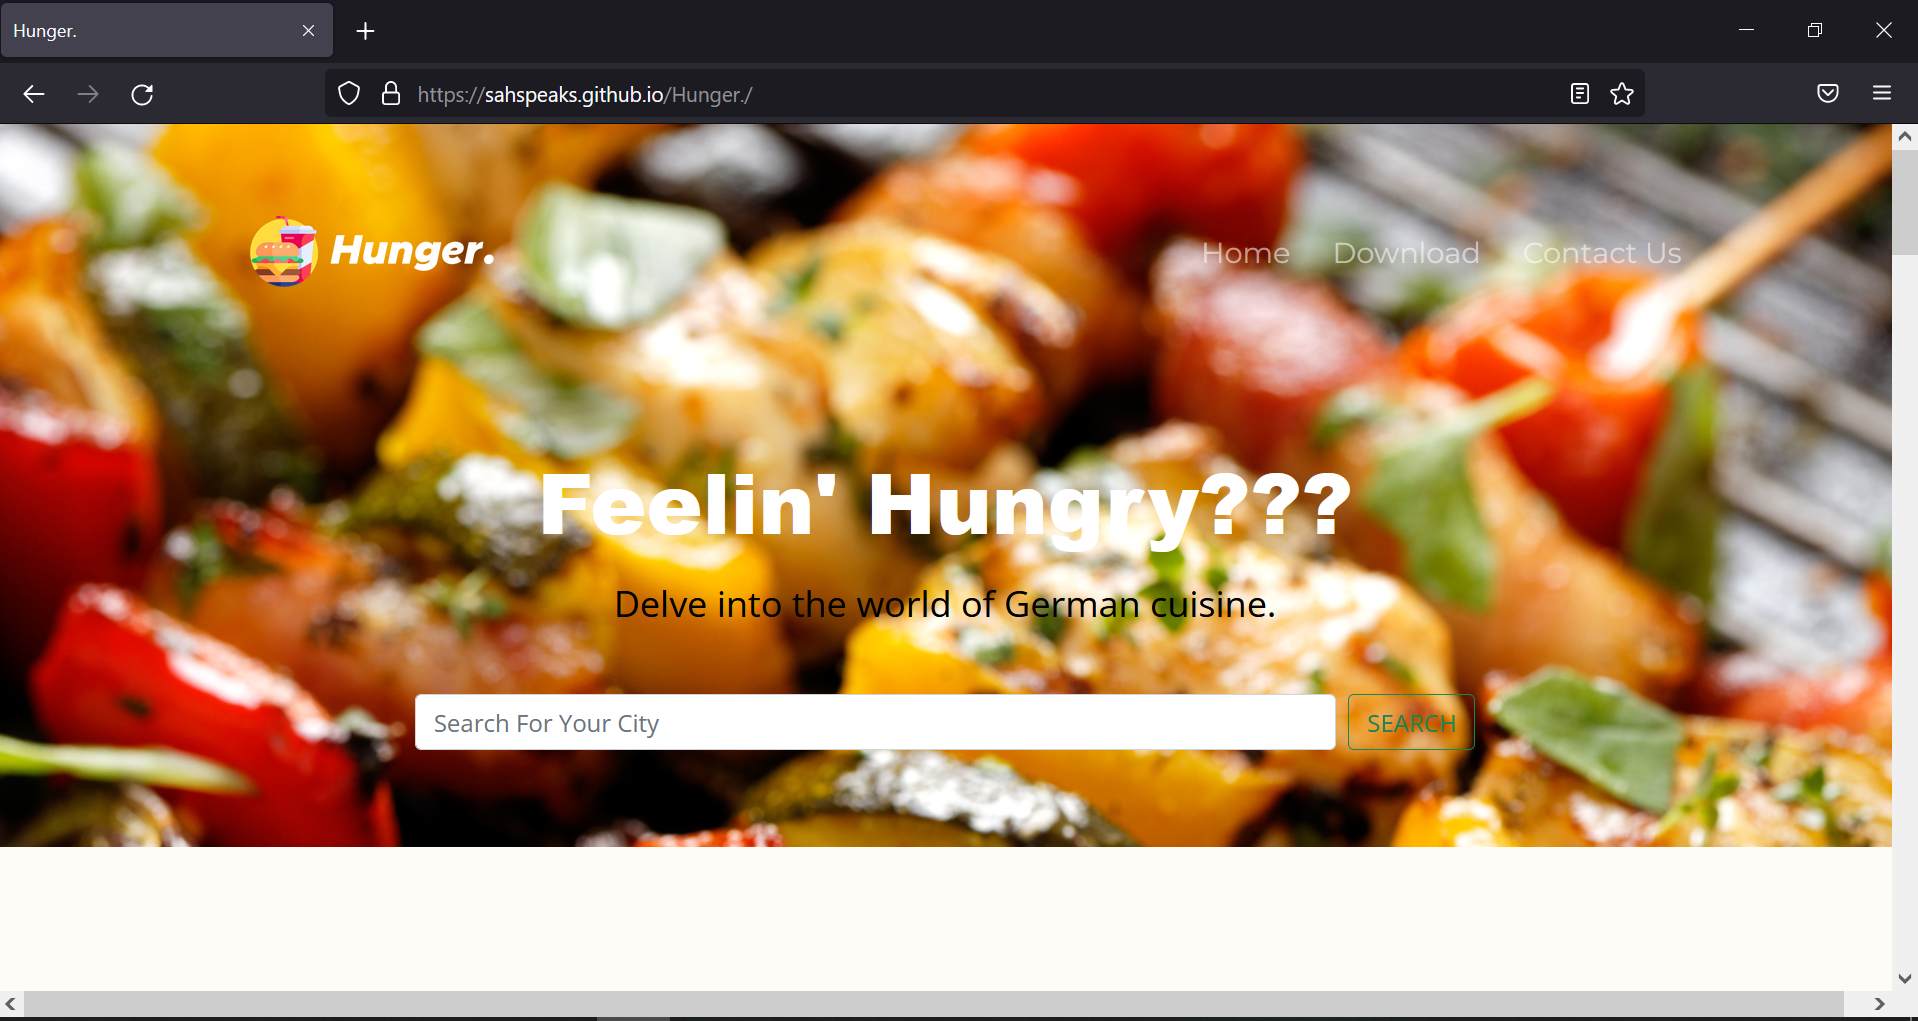 Hunger.
https://sahspeaks.github.io/Hunger./
Hunger.
Home Download Contact Us
Feelin' Hungry???
Delve into the world of German cuisine.
Search For Your City
SEARCH